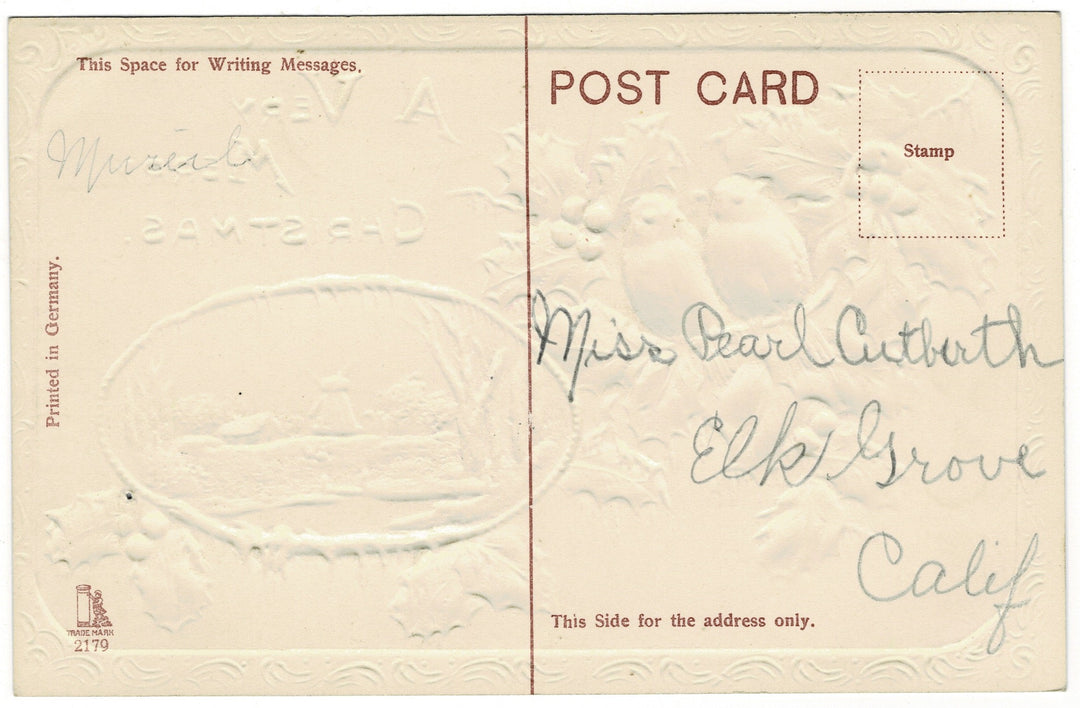 This Space for Writing Messages.
A VERY
MERRY
CHRISTMAS.
Muriel
Printed in Germany.
TRADE MARK
2179
POST CARD
Stamp
Miss Pearl Cutberth
Elk Grove
Calif
This Side for the address only.